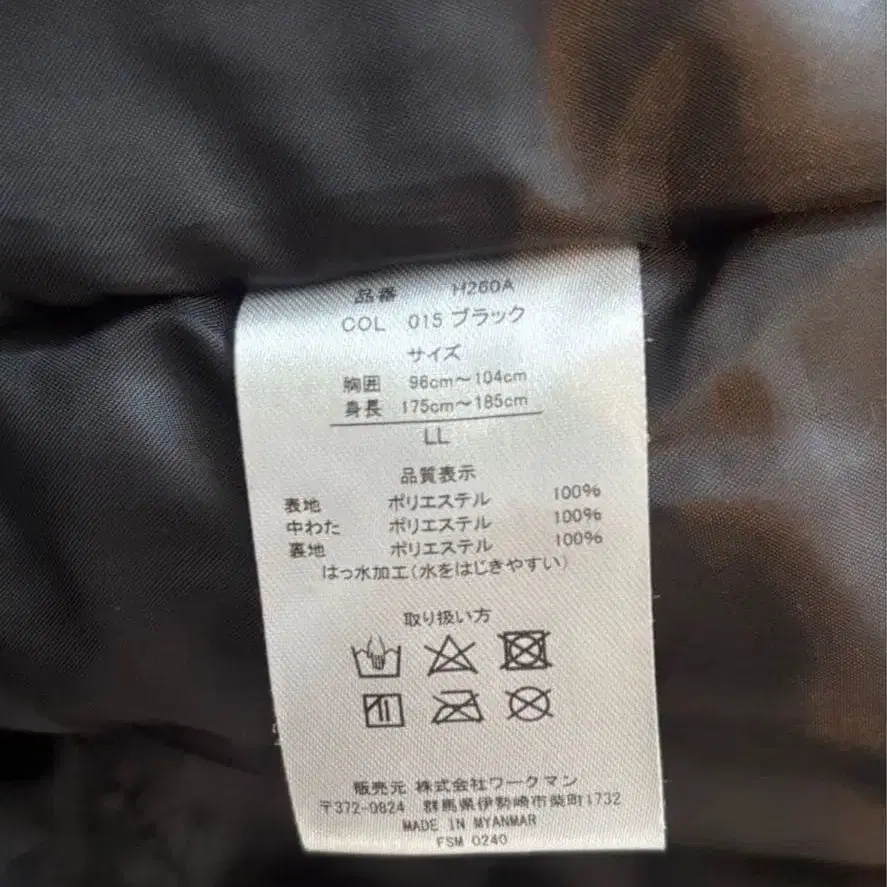 品番 H260A
COL 015 ブラック
サイズ
胸囲 96cm～104cm
身長 175cm～185cm
LL
品質表示
表地 ポリエステル 100%
中わた ポリエステル 100%
裏地 ポリエステル 100%
はっ水加工(水をはじきやすい)
取り扱い方
販売元 株式会社ワークマン
〒372-0824 群馬県伊勢崎市柴町1732
MADE IN MYANMAR
FSM 0240